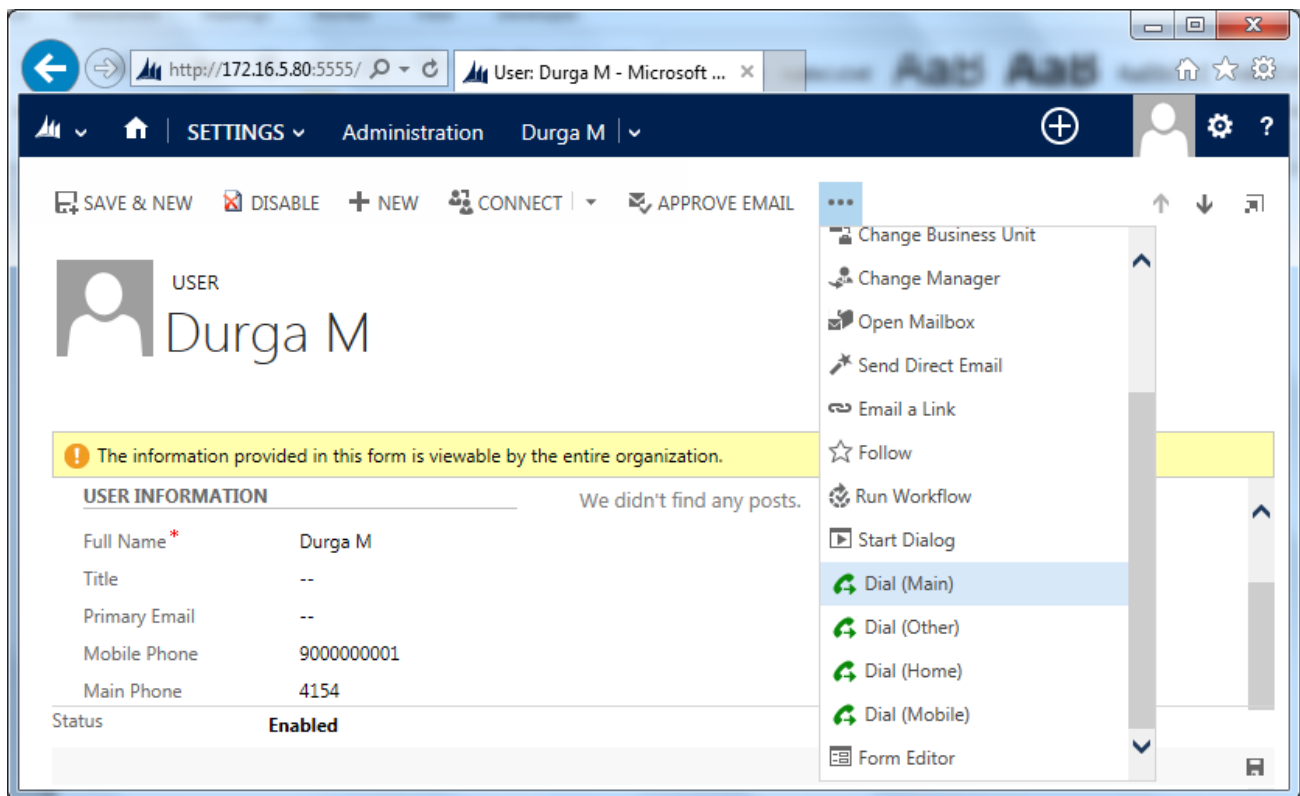 http://172.16.5.80:5555/
User: Durga M - Microsoft ...
SETTINGS Administration Durga M
?
SAVE & NEW DISABLE NEW CONNECT APPROVE EMAIL
USER
Durga M
The information provided in this form is viewable by the entire organization.
USER INFORMATION
Full Name* Durga M
Title --
Primary Email --
Mobile Phone 9000000001
Main Phone 4154
Status Enabled
We didn't find any posts.
Change Business Unit
Change Manager
Open Mailbox
Send Direct Email
Email a Link
Follow
Run Workflow
Start Dialog
Dial (Main)
Dial (Other)
Dial (Home)
Dial (Mobile)
Form Editor